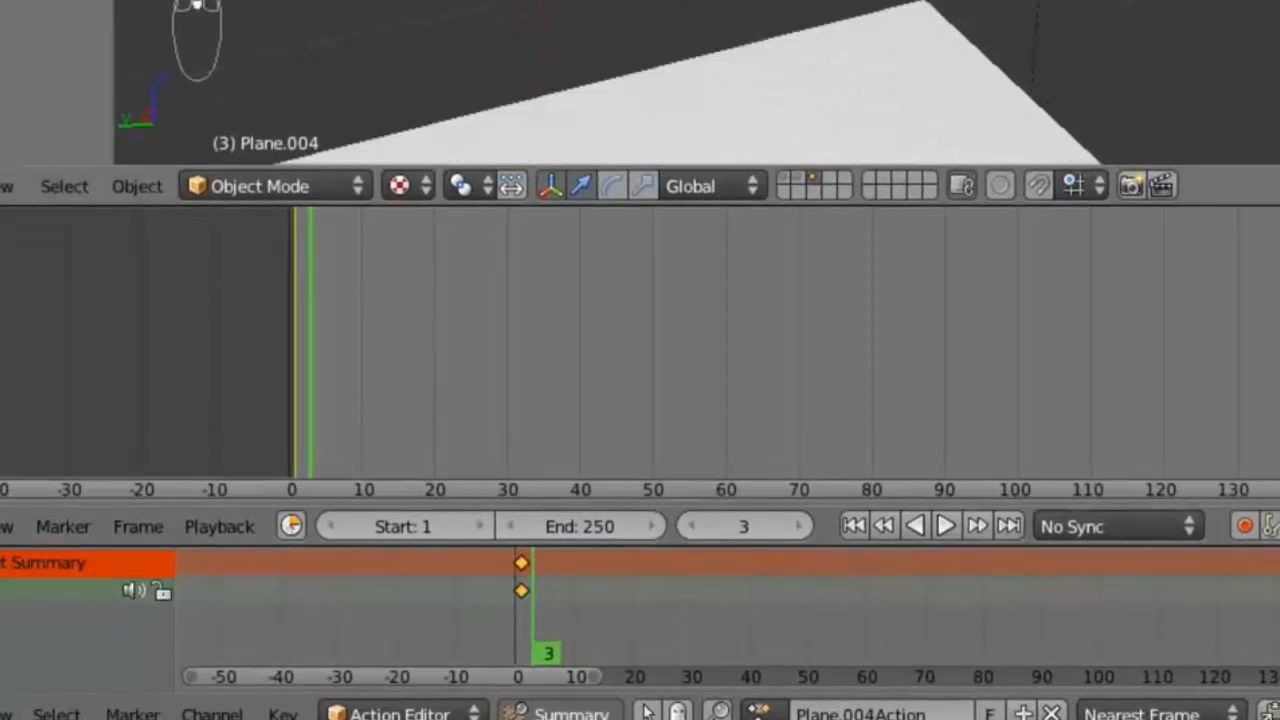 Y
(3) Plane.004
w Select Object Object Mode Global
0 -30 -20 -10 0 10 20 30 40 50 60 70 80 90 100 110 120 130
w Marker Frame Playback Start: 1 End: 250 3 No Sync
t Summary
3
-50 -40 -30 -20 -10 0 10 20 30 40 50 60 70 80 90 100 110 120 13
w Select Marker Channel Key Action Editor Summary Plane.004Action F Nearest Frame